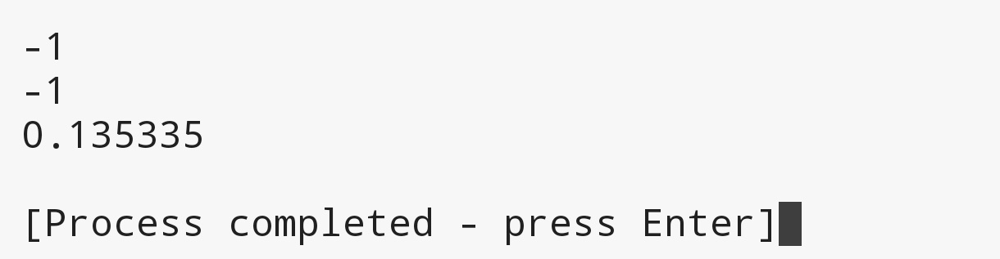 -1
-1
0.135335
[Process completed - press Enter]